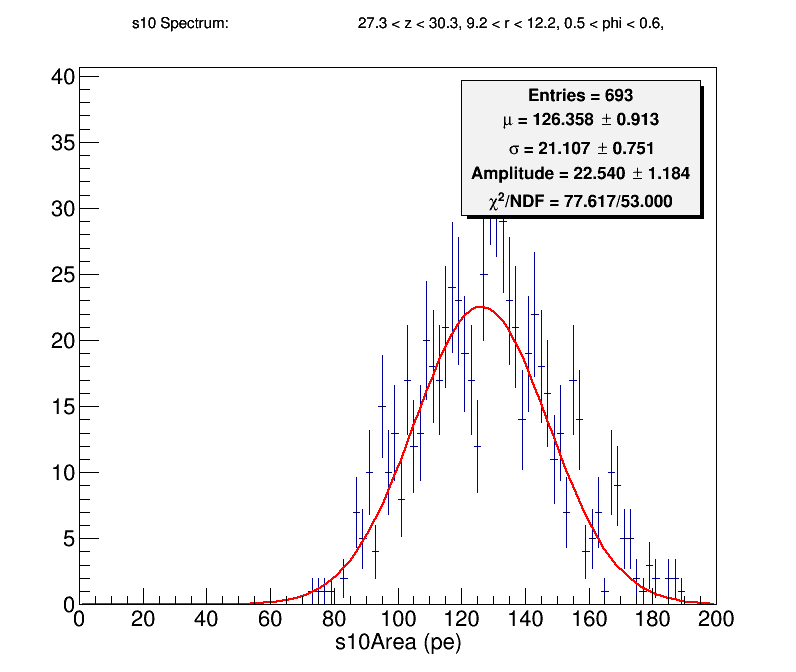 s10 Spectrum: 27.3 < z < 30.3, 9.2 < r < 12.2, 0.5 < phi < 0.6,
Entries = 693
μ = 126.358 ± 0.913
σ = 21.107 ± 0.751
Amplitude = 22.540 ± 1.184
χ²/NDF = 77.617/53.000
40
35
30
25
20
15
10
5
0
0 20 40 60 80 100 120 140 160 180 200
s10Area (pe)